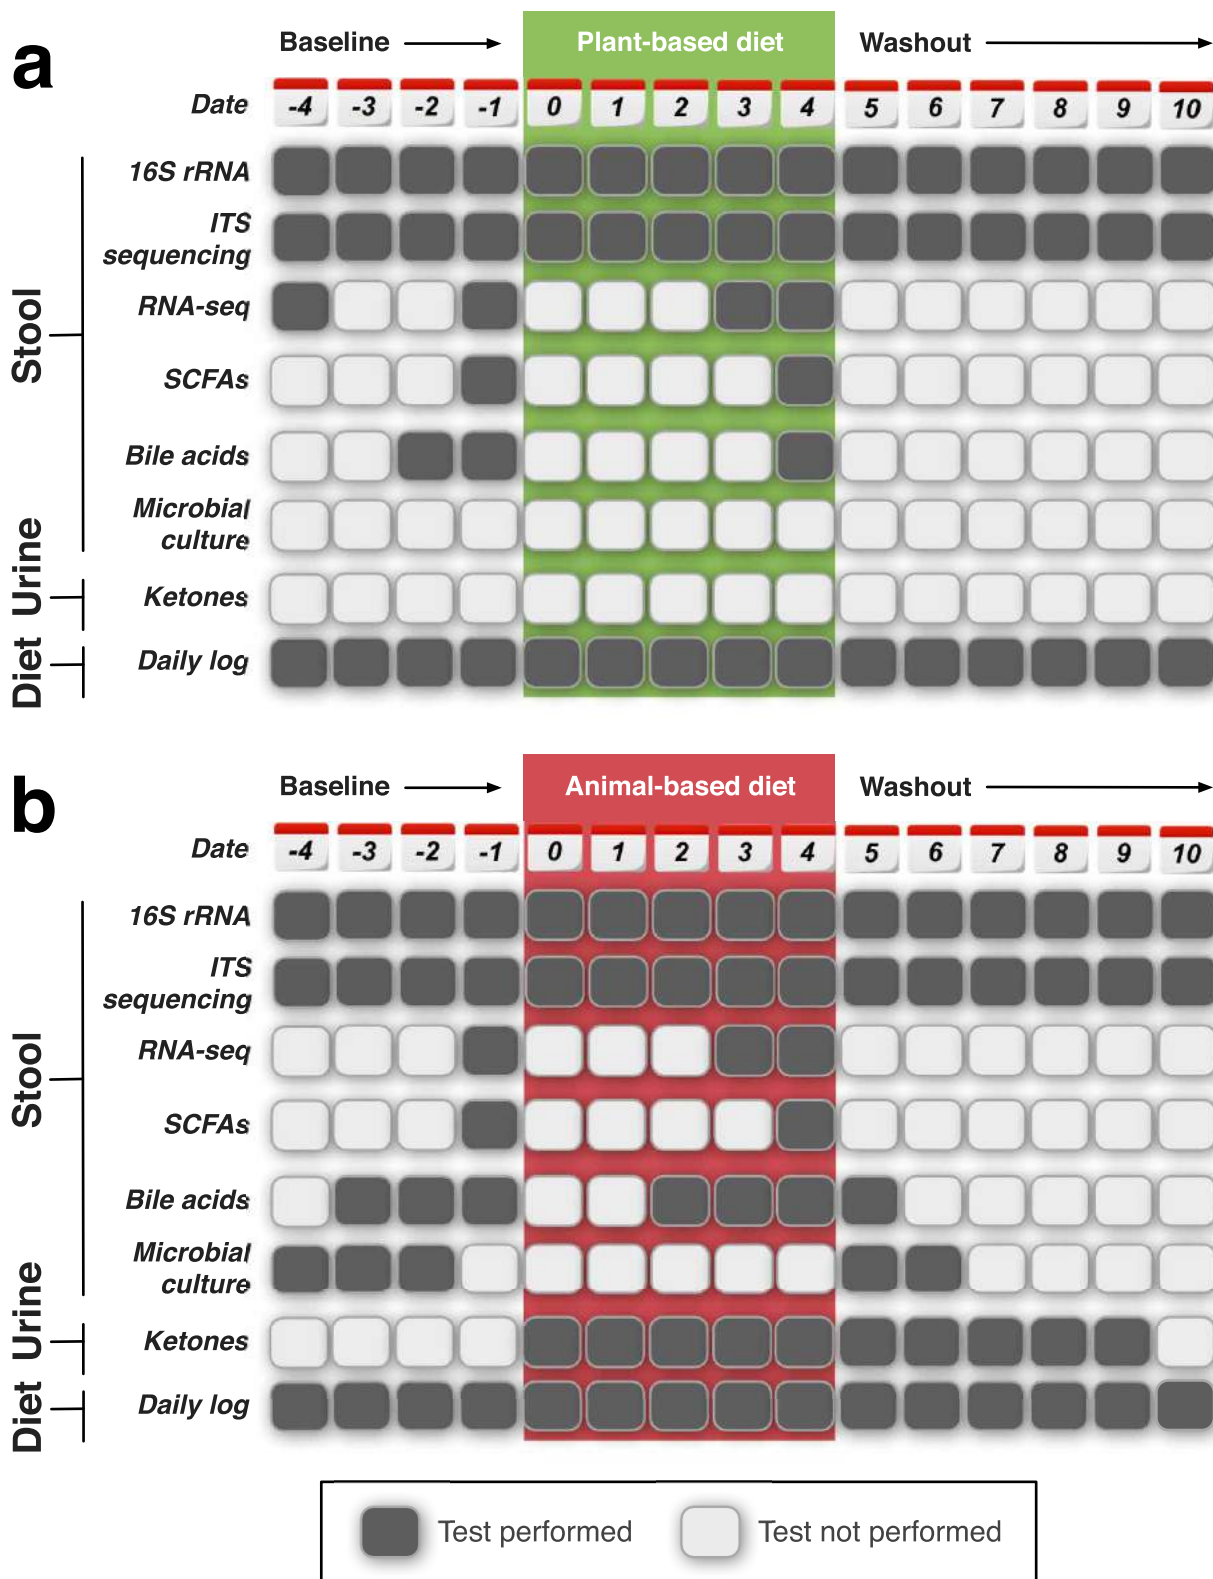 a
Baseline
Plant-based diet
Washout
Date
-4 -3 -2 -1 0 1 2 3 4 5 6 7 8 9 10
Stool
16S rRNA
ITS
sequencing
RNA-seq
SCFAs
Bile acids
Microbial
culture
Urine
Ketones
Diet
Daily log
b
Baseline
Animal-based diet
Washout
Date
-4 -3 -2 -1 0 1 2 3 4 5 6 7 8 9 10
Stool
16S rRNA
ITS
sequencing
RNA-seq
SCFAs
Bile acids
Microbial
culture
Urine
Ketones
Diet
Daily log
Test performed
Test not performed